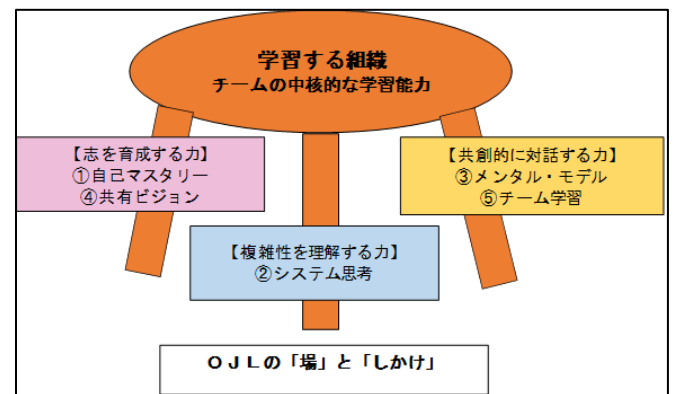 学習する組織
チームの中核的な学習能力
【志を育成する力】
①自己マスタリー
④共有ビジョン
【共創的に対話する力】
③メンタル・モデル
⑤チーム学習
【複雑性を理解する力】
②システム思考
ＯＪＬの「場」と「しかけ」